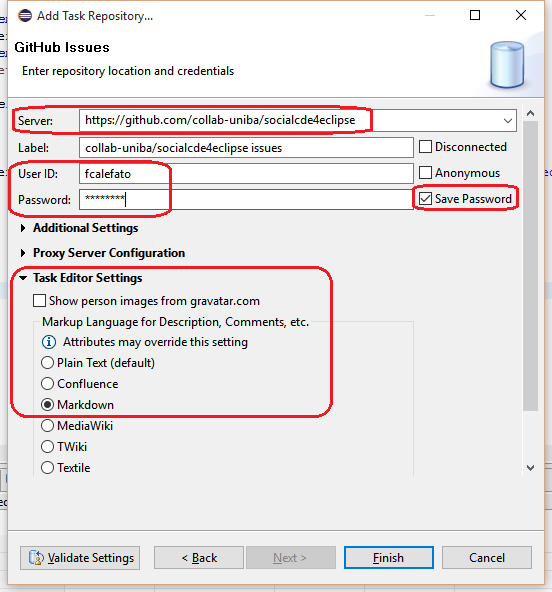 Add Task Repository...
GitHub Issues
Enter repository location and credentials
Server: https://github.com/collab-uniba/socialcde4eclipse
Label: collab-uniba/socialcde4eclipse issues Disconnected
User ID: fcalefato Anonymous
Password: ******** Save Password
Additional Settings
Proxy Server Configuration
Task Editor Settings
Show person images from gravatar.com
Markup Language for Description, Comments, etc.
Attributes may override this setting
Plain Text (default)
Confluence
Markdown
MediaWiki
TWiki
Textile
Validate Settings < Back Next > Finish Cancel